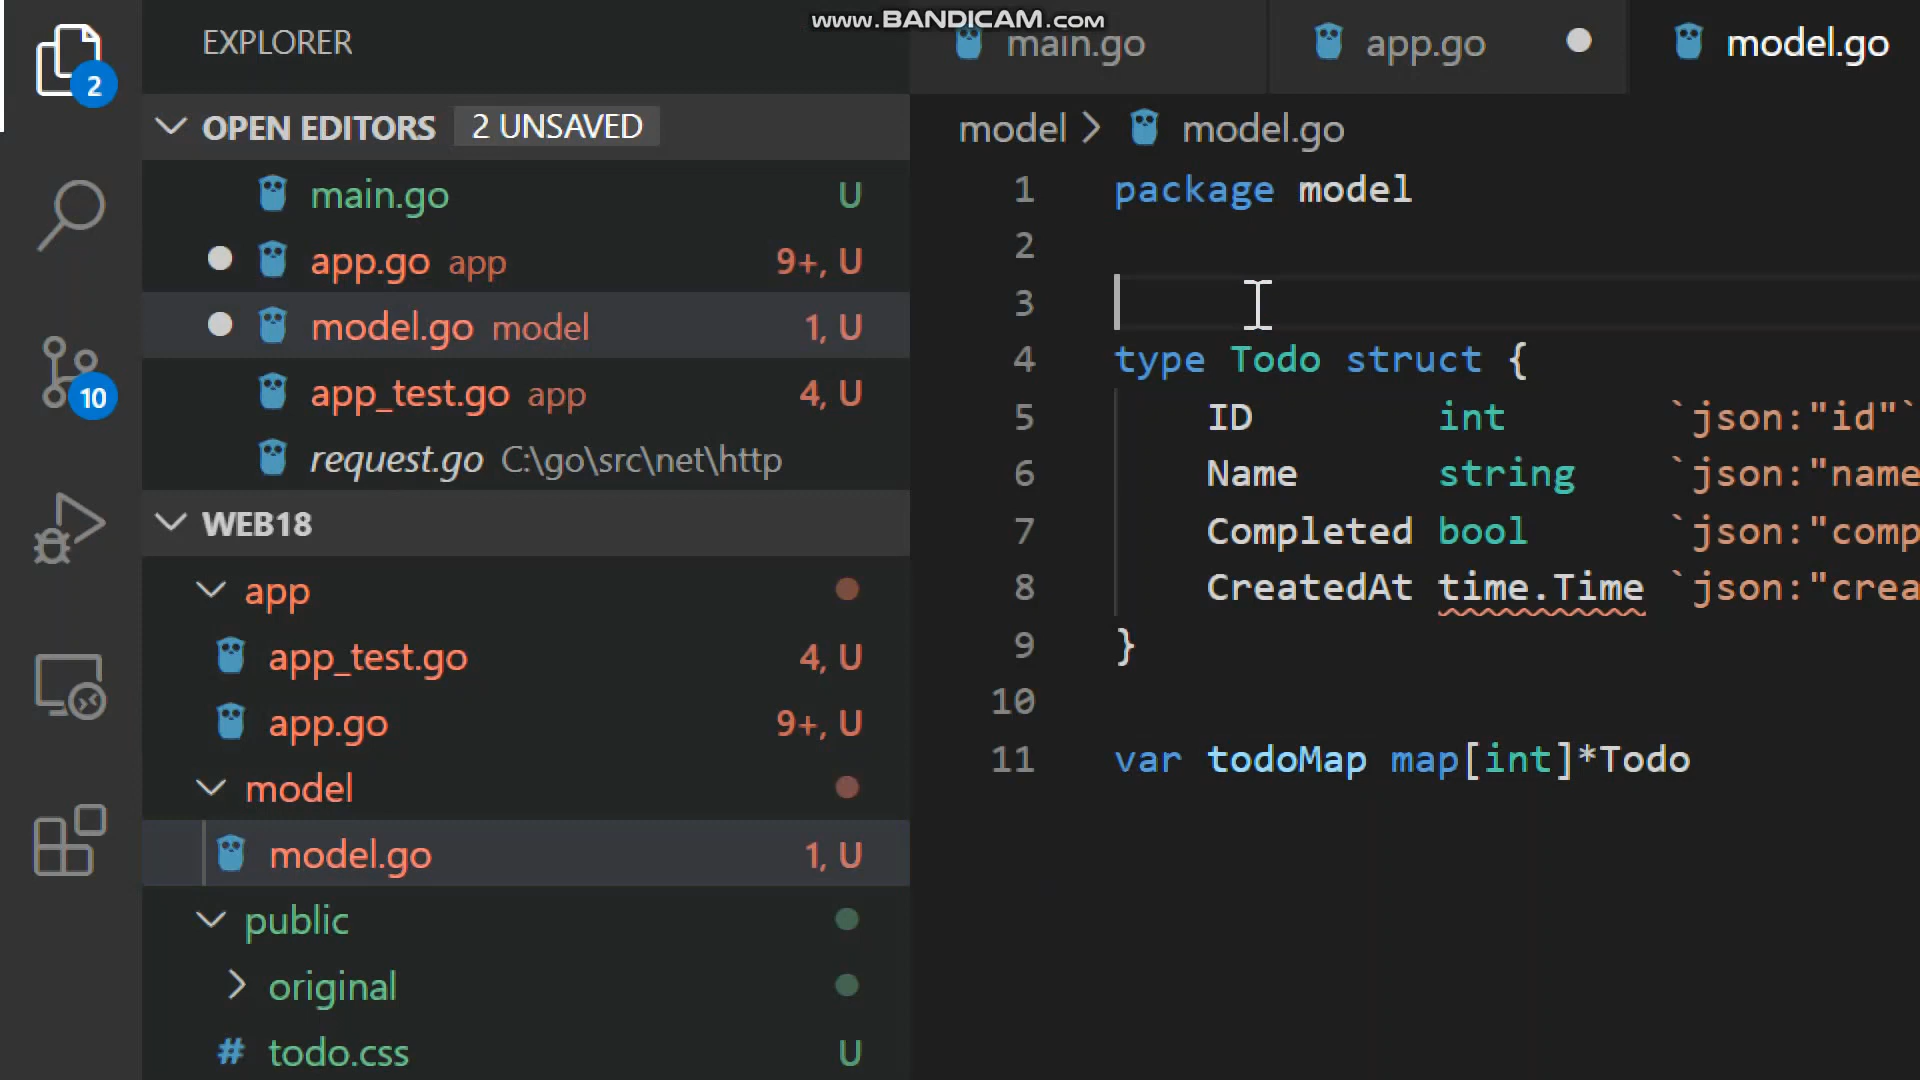 www.BANDICAM.com
EXPLORER
main.go
app.go
model.go
2
OPEN EDITORS
2 UNSAVED
model > model.go
main.go U
app.go app 9+, U
model.go model 1, U
app_test.go app 4, U
request.go C:\go\src\net\http
10
WEB18
app
app_test.go 4, U
app.go 9+, U
model
model.go 1, U
public
original
# todo.css U
1 package model
2
3
4 type Todo struct {
5 ID int `json:"id"`
6 Name string `json:"name
7 Completed bool `json:"comp
8 CreatedAt time.Time `json:"crea
9 }
10
11 var todoMap map[int]*Todo